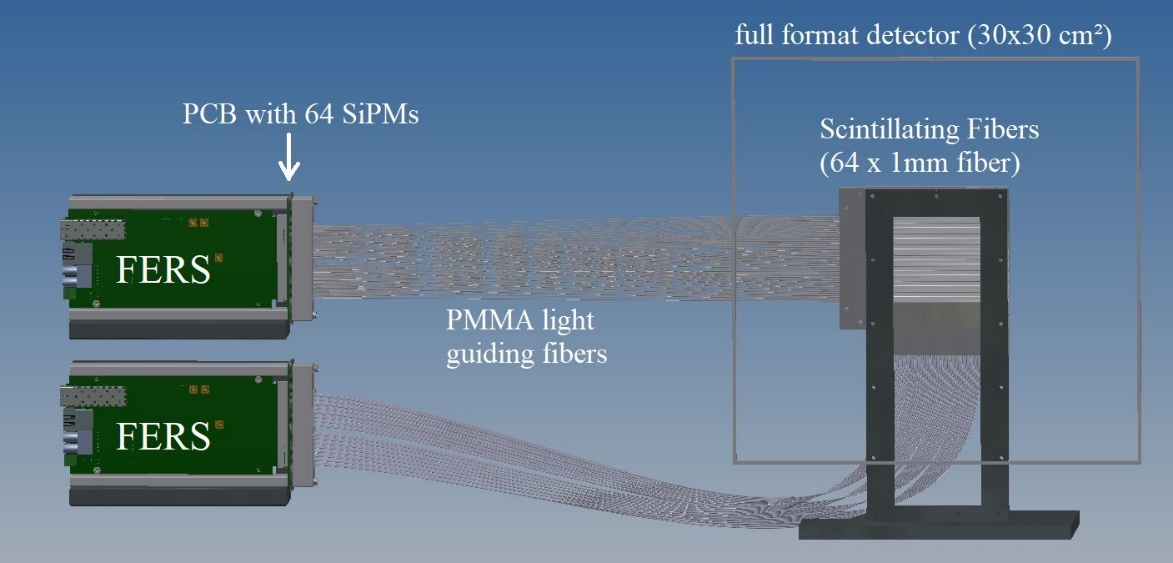 full format detector (30x30 cm²)
PCB with 64 SiPMs
Scintillating Fibers
(64 x 1mm fiber)
FERS
PMMA light
guiding fibers
FERS